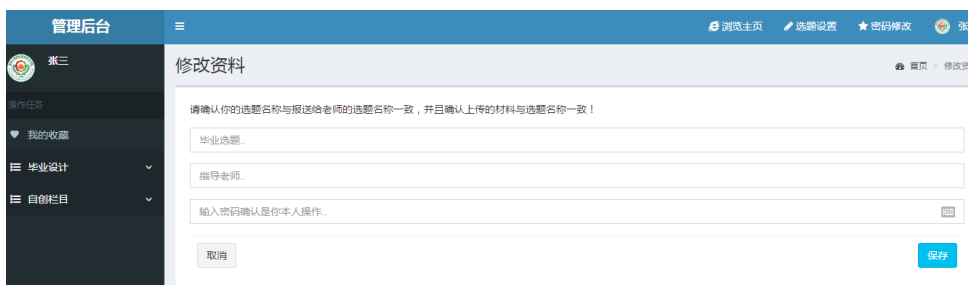 管理后台
浏览主页 选题设置 密码修改 张
张三
修改资料
首页 > 修改资
操作任务
请确认你的选题名称与报送给老师的选题名称一致，并且确认上传的材料与选题名称一致！
我的收藏
毕业选题..
毕业设计
指导老师..
自创栏目
输入密码确认是你本人操作..
取消 保存